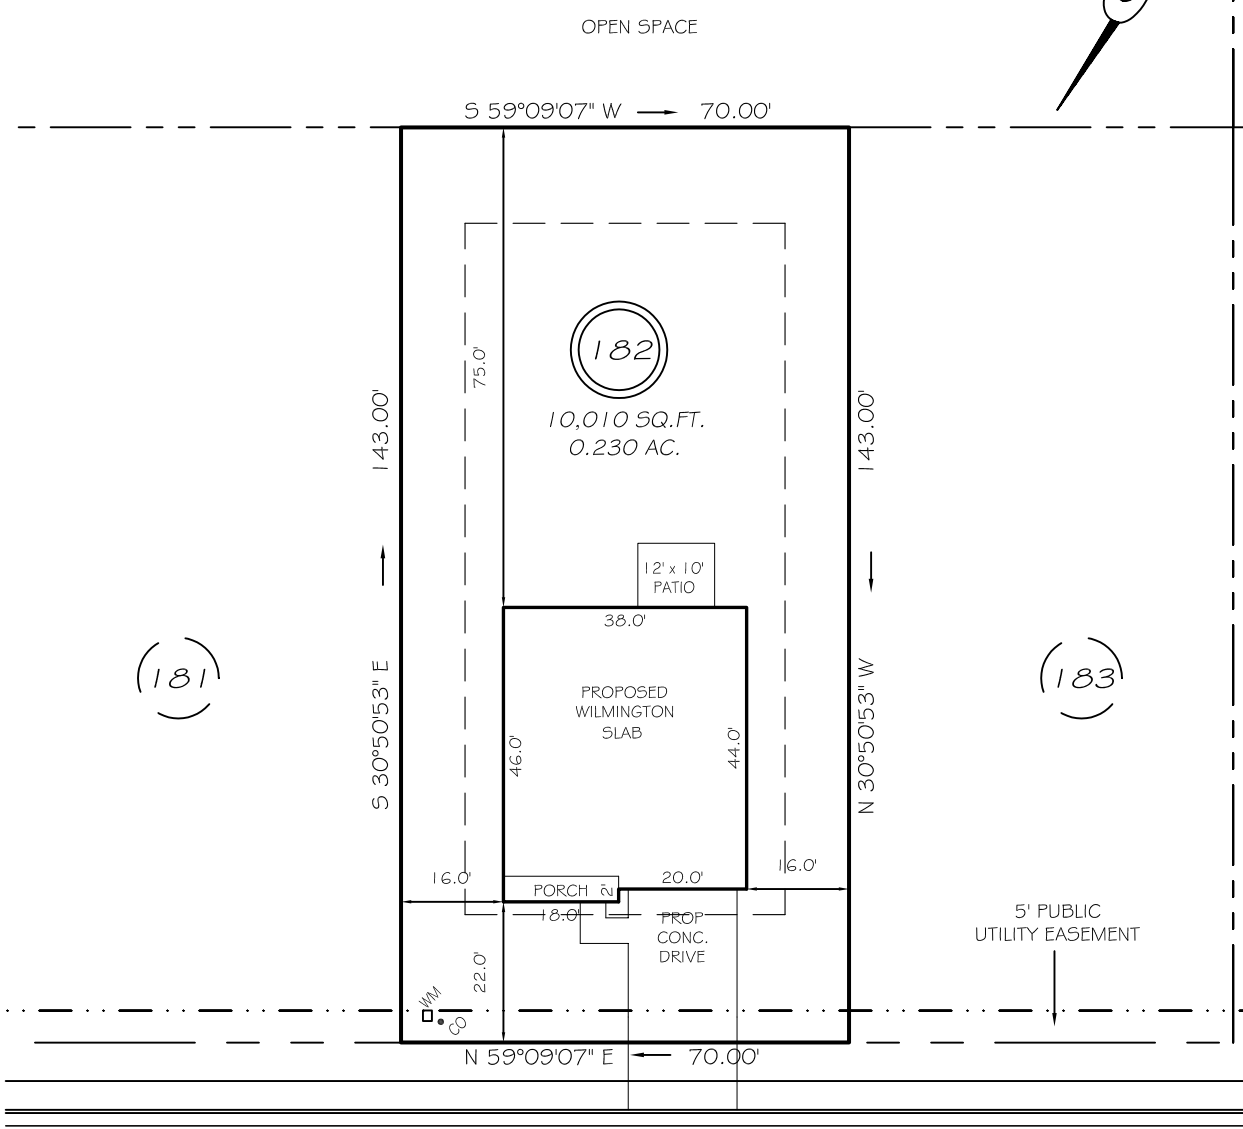 OPEN SPACE
S 59°09'07" W 70.00'
75.0'
182
10,010 SQ.FT.
0.230 AC.
143.00'
143.00'
12' x 10'
PATIO
38.0'
181
183
S 30°50'53" E
N 30°50'53" W
PROPOSED
WILMINGTON
SLAB
46.0'
44.0'
16.0'
16.0'
20.0'
PORCH
2'
18.0'
PROP
CONC.
DRIVE
5' PUBLIC
UTILITY EASEMENT
22.0'
WM
CO
N 59°09'07" E 70.00'